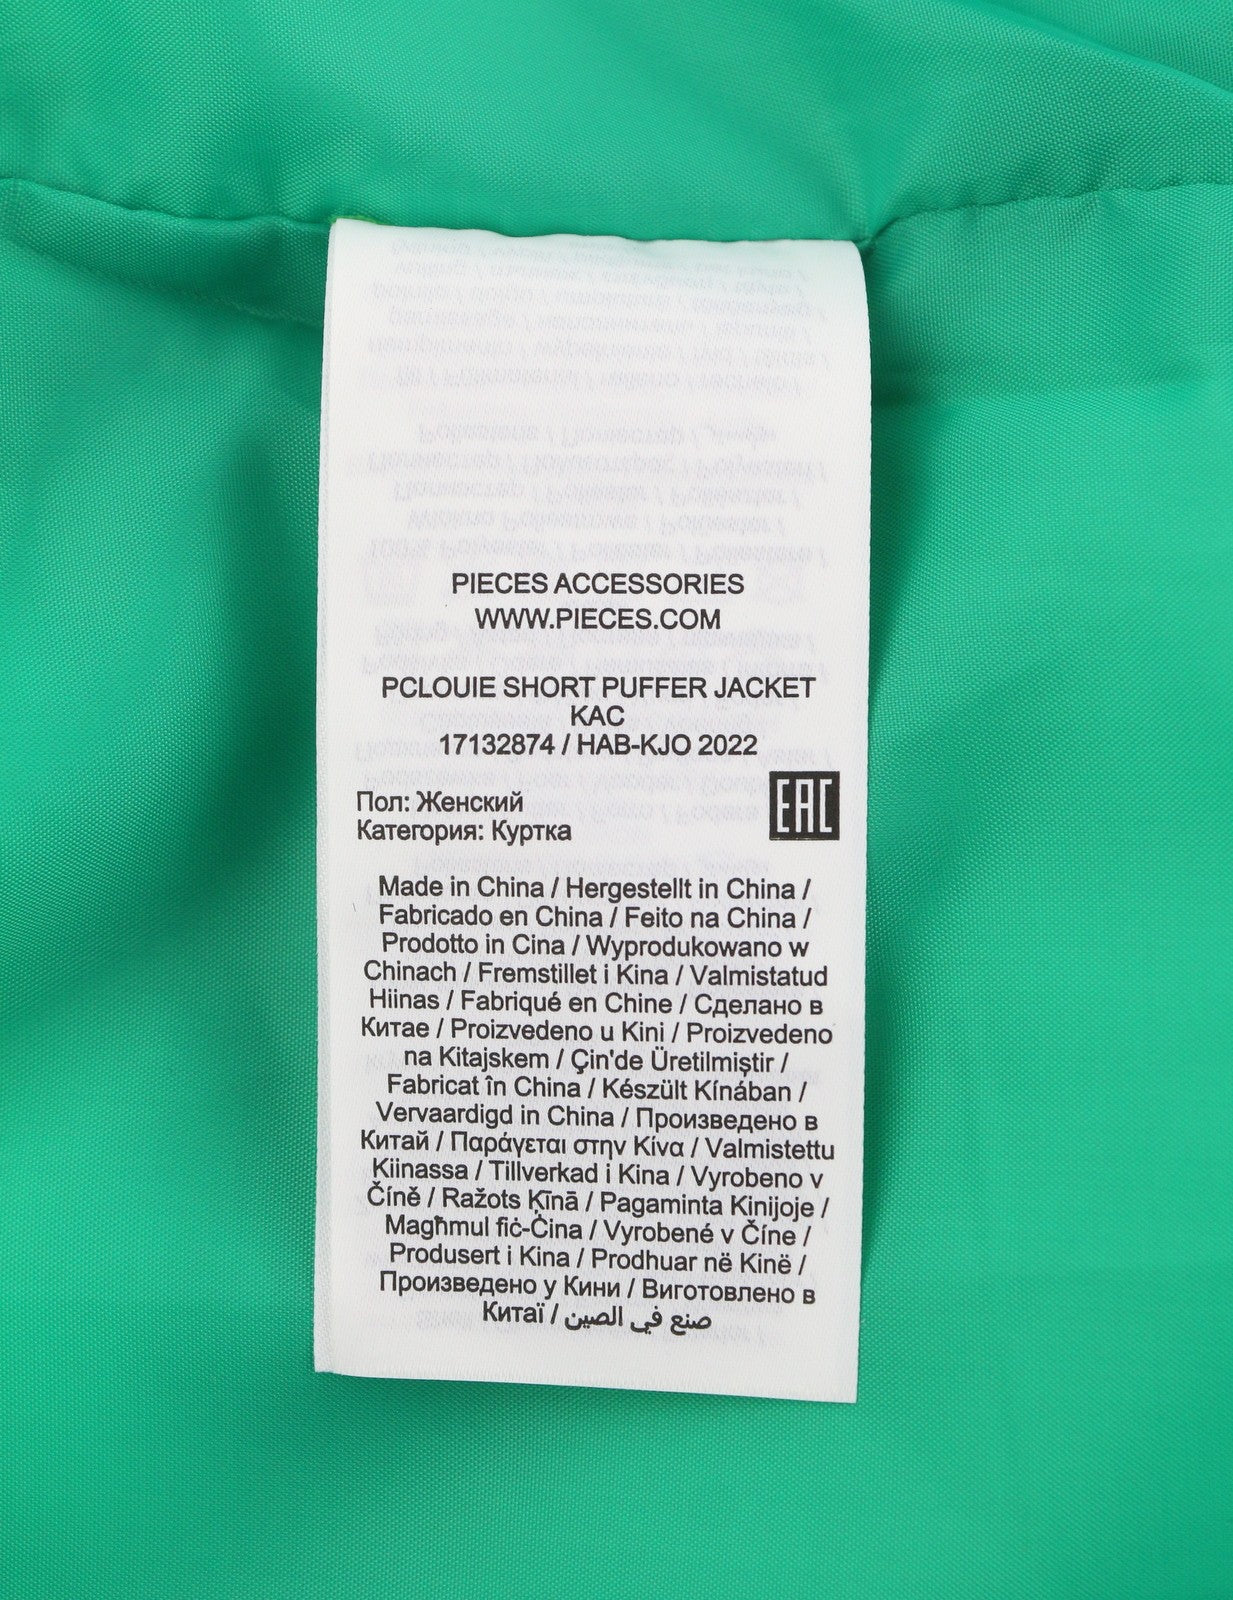 PIECES ACCESSORIES
WWW.PIECES.COM
PCLOUIE SHORT PUFFER JACKET
KAC
17132874 / HAB-KJO 2022
Пол: Женский
Категория: Куртка
EAC
Made in China / Hergestellt in China /
Fabricado en China / Feito na China /
Prodotto in Cina / Wyprodukowano w
Chinach / Fremstillet i Kina / Valmistatud
Hiinas / Fabriqué en Chine / Сделано в
Китае / Proizvedeno u Kini / Proizvedeno
na Kitajskem / Çin'de Üretilmiştir /
Fabricat în China / Készült Kínában /
Vervaardigd in China / Произведено в
Китай / Παράγεται στην Κίνα / Valmistettu
Kiinassa / Tillverkad i Kina / Vyrobeno v
Číně / Ražots Ķīnā / Pagaminta Kinijoje /
Magħmul fiċ-Ċina / Vyrobené v Číne /
Produsert i Kina / Prodhuar në Kinë /
Произведено у Кини / Виготовлено в
Китаї / صنع في الصين